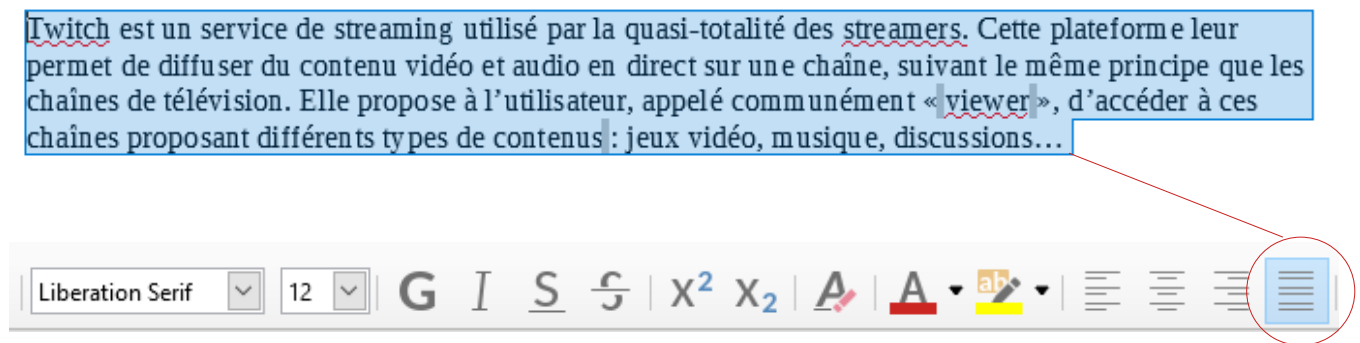 Twitch est un service de streaming utilisé par la quasi-totalité des streamers. Cette plateforme leur
permet de diffuser du contenu vidéo et audio en direct sur une chaîne, suivant le même principe que les
chaînes de télévision. Elle propose à l’utilisateur, appelé communément « viewer », d’accéder à ces
chaînes proposant différents types de contenus : jeux vidéo, musique, discussions…
Liberation Serif 12 G I S S X² X₂ A A ab